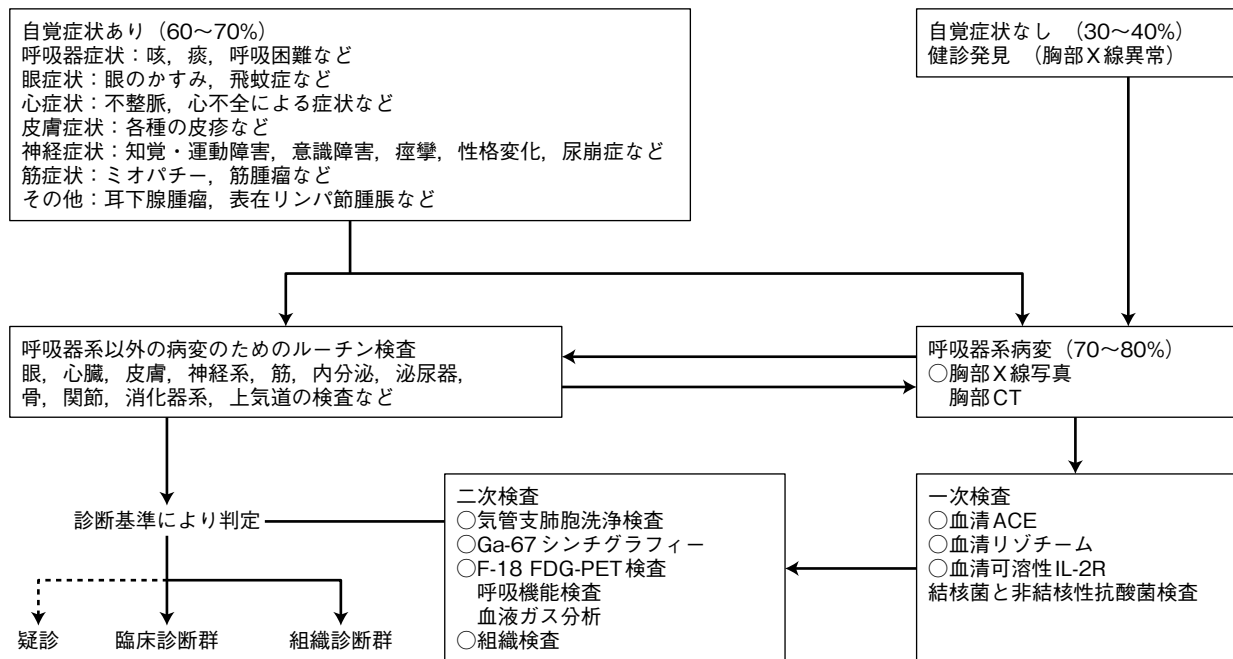 自覚症状あり（60～70%）
呼吸器症状：咳，痰，呼吸困難など
眼症状：眼のかすみ，飛蚊症など
心症状：不整脈，心不全による症状など
皮膚症状：各種の皮疹など
神経症状：知覚・運動障害，意識障害，痙攣，性格変化，尿崩症など
筋症状：ミオパチー，筋腫瘤など
その他：耳下腺腫瘤，表在リンパ節腫脹など
自覚症状なし （30～40%）
健診発見 （胸部X線異常）
呼吸器系以外の病変のためのルーチン検査
眼，心臓，皮膚，神経系，筋，内分泌，泌尿器，
骨，関節，消化器系，上気道の検査など
呼吸器系病変（70～80%）
○胸部X線写真
胸部CT
診断基準により判定
二次検査
○気管支肺胞洗浄検査
○Ga-67シンチグラフィー
○F-18 FDG-PET検査
呼吸機能検査
血液ガス分析
○組織検査
一次検査
○血清ACE
○血清リゾチーム
○血清可溶性IL-2R
結核菌と非結核性抗酸菌検査
疑診
臨床診断群
組織診断群